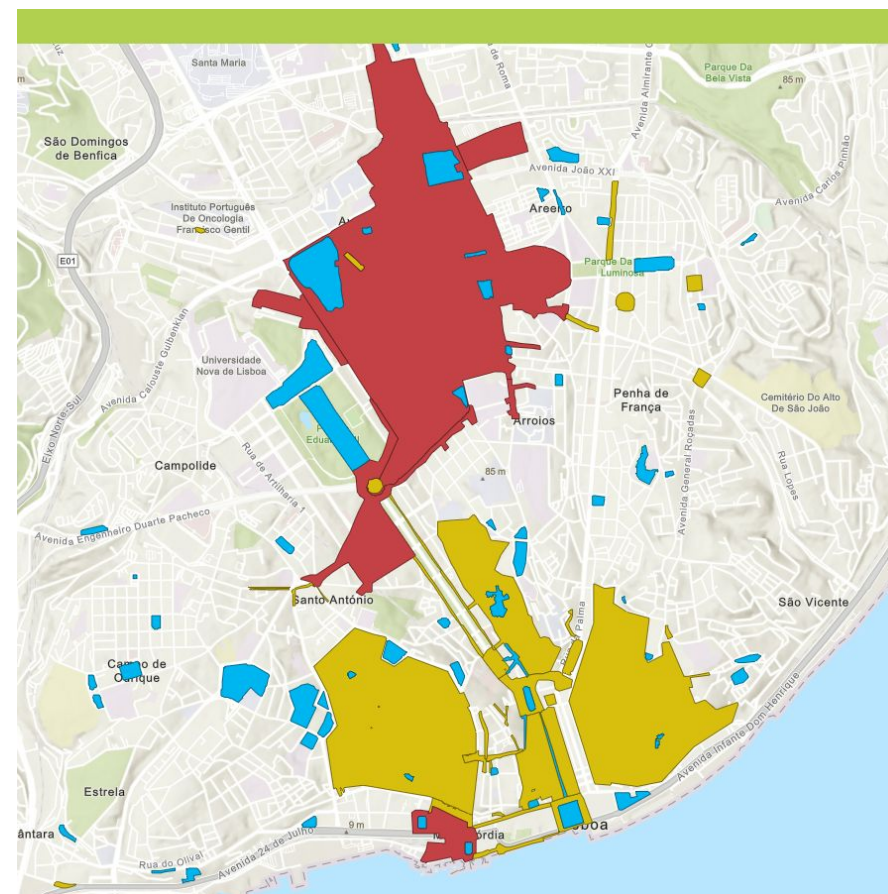 Santa Maria
de Roma
Avenida Almirante
Parque Da
Bela Vista
85 m
São Domingos
de Benfica
Avenida João XXI
Avenida Carlos Pinhão
Instituto Português
De Oncologia
Francisco Gentil
Areeiro
E01
Parque Da
Luminosa
Avenida Calouste Gulbenkian
Universidade
Nova de Lisboa
Eixo Norte-Sul
Penha de
França
Cemitério Do Alto
De São João
Arroios
Campolide
Rua de Artilharia 1
85 m
Avenida General Roçadas
Rua Lopes
Avenida Engenheiro Duarte Pacheco
Santo António
São Vicente
Campo de
Ourique
Palma
Avenida Infante Dom Henrique
Estrela
ântara
9 m
órdia
boa
Rua do Olival
Avenida 24 de Julho